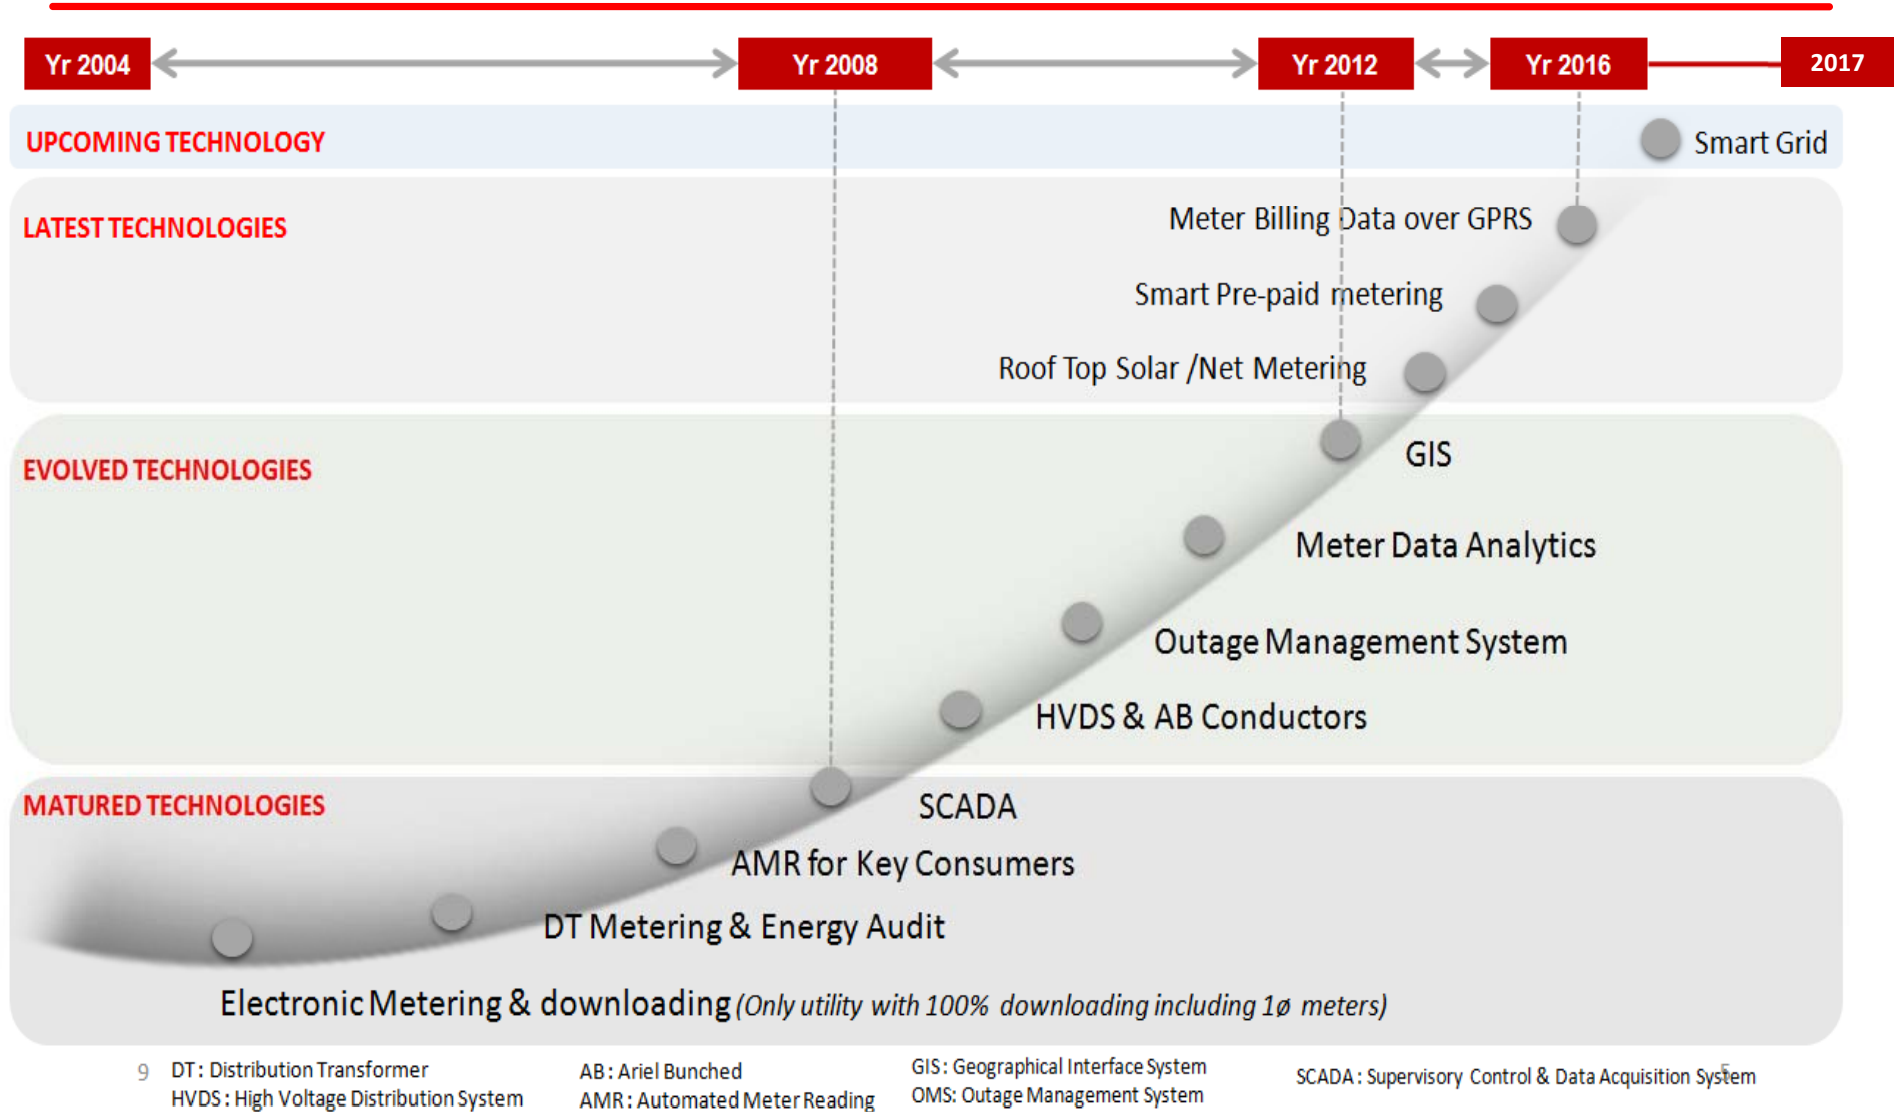 Yr 2004
Yr 2008
Yr 2012
Yr 2016
2017
UPCOMING TECHNOLOGY
Smart Grid
LATEST TECHNOLOGIES
Meter Billing Data over GPRS
Smart Pre-paid metering
Roof Top Solar /Net Metering
EVOLVED TECHNOLOGIES
GIS
Meter Data Analytics
Outage Management System
HVDS & AB Conductors
MATURED TECHNOLOGIES
SCADA
AMR for Key Consumers
DT Metering & Energy Audit
Electronic Metering & downloading (Only utility with 100% downloading including 1ø meters)
9
DT : Distribution Transformer
HVDS : High Voltage Distribution System
AB : Ariel Bunched
AMR : Automated Meter Reading
GIS : Geographical Interface System
OMS: Outage Management System
SCADA : Supervisory Control & Data Acquisition System
5